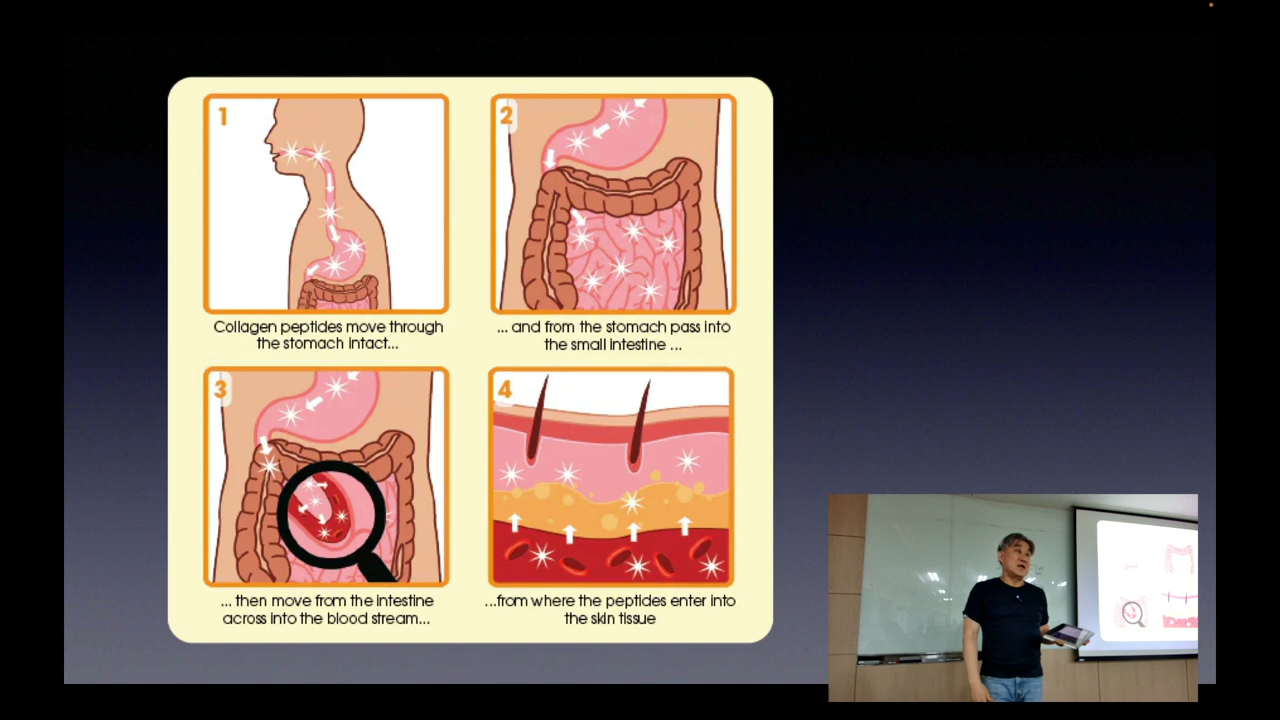 1
Collagen peptides move through
the stomach intact...
2
... and from the stomach pass into
the small intestine ...
3
... then move from the intestine
across into the blood stream...
4
...from where the peptides enter into
the skin tissue